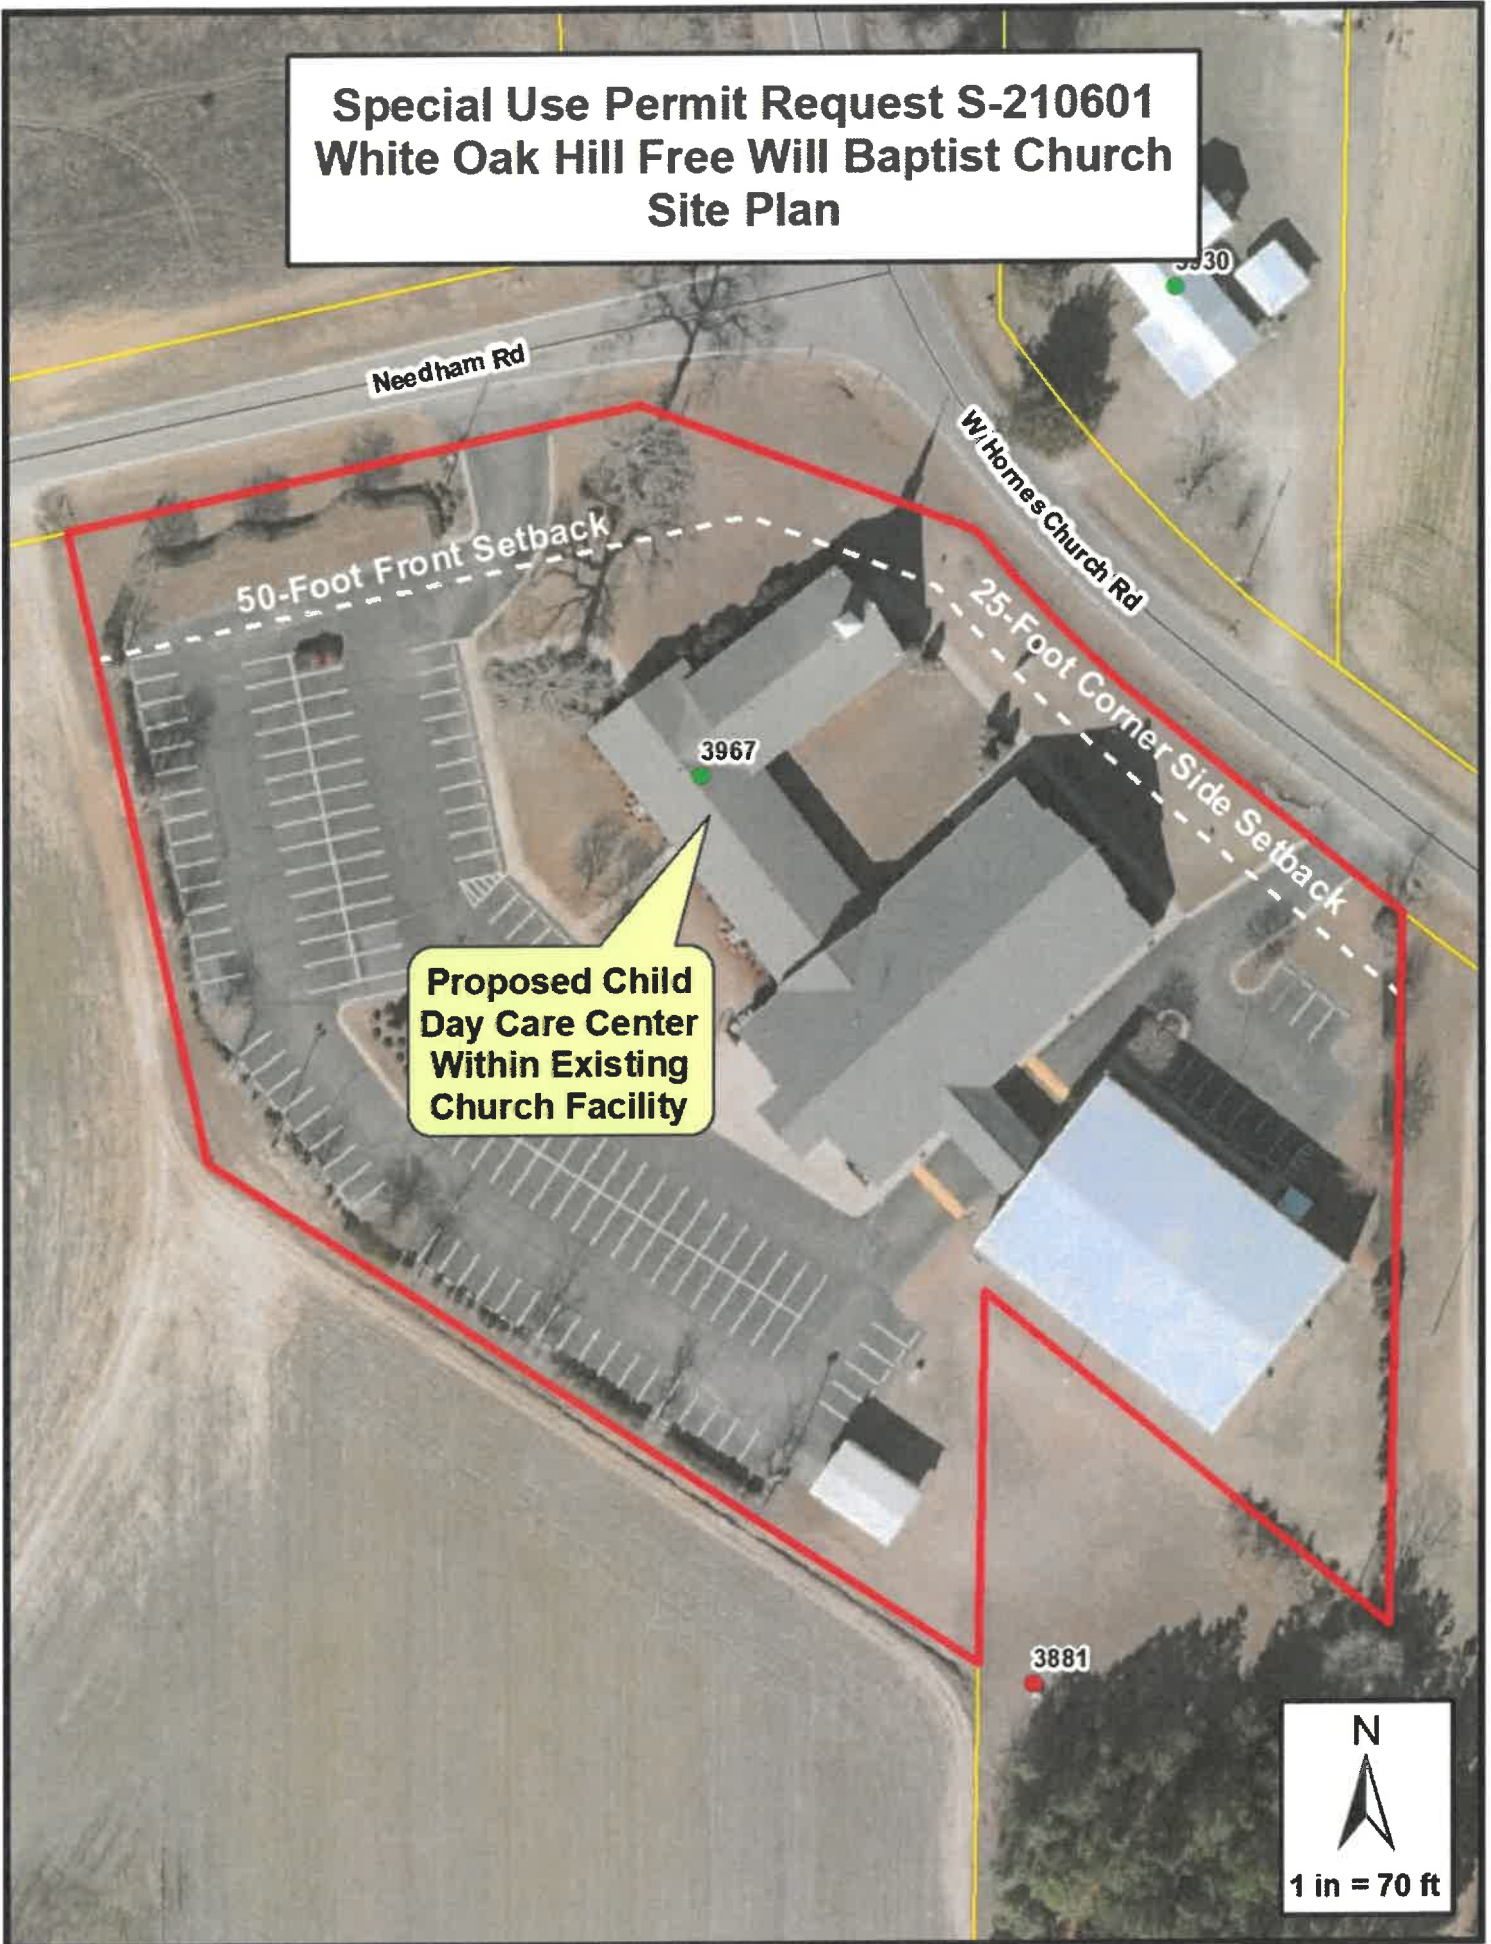 Special Use Permit Request S-210601
White Oak Hill Free Will Baptist Church
Site Plan
Needham Rd
W Hornes Church Rd
50-Foot Front Setback
25-Foot Corner Side Setback
3967
Proposed Child
Day Care Center
Within Existing
Church Facility
3881
N
1 in = 70 ft